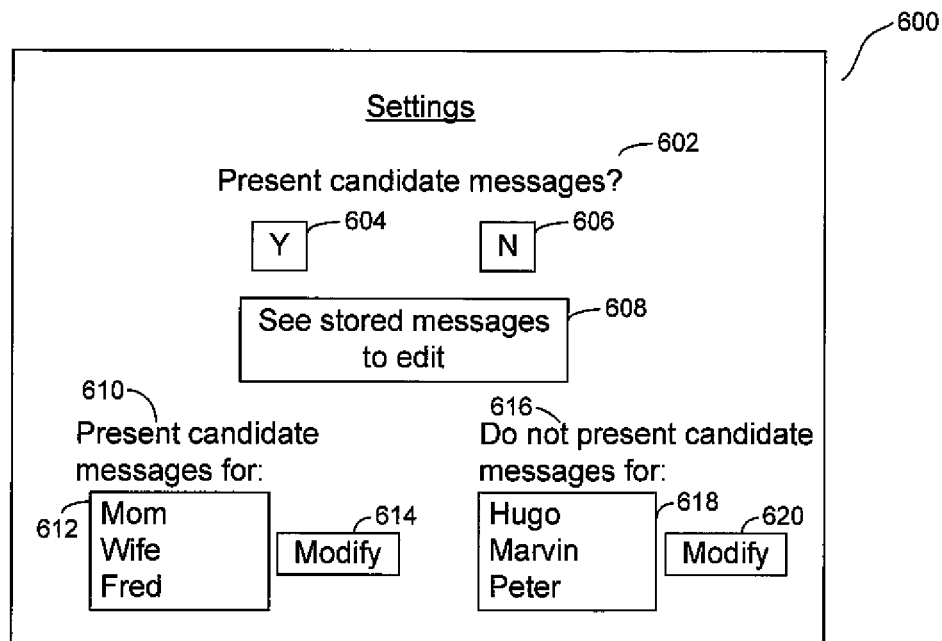 600
Settings
602
Present candidate messages?
Y 604 N 606
See stored messages
to edit
608
610
Present candidate
messages for:
612
Mom
Wife
Fred
614
Modify
616
Do not present candidate
messages for:
Hugo
Marvin
Peter
618
620
Modify